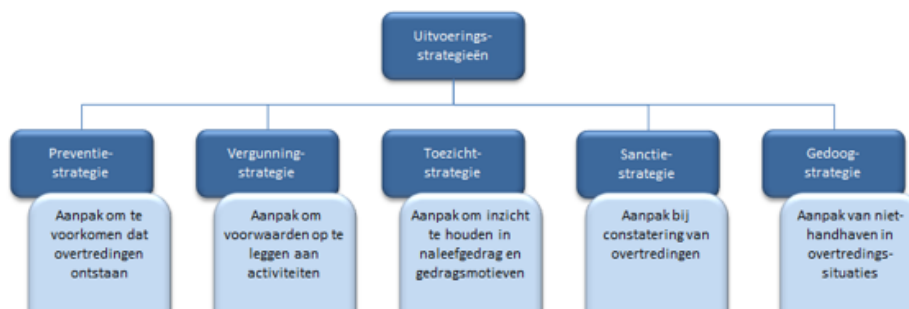 Uitvoerings-
strategieën
Preventie-
strategie
Aanpak om te
voorkomen dat
overtredingen
ontstaan
Vergunning-
strategie
Aanpak om
voorwaarden op te
leggen aan
activiteiten
Toezicht-
strategie
Aanpak om inzicht
te houden in
naleefgedrag en
gedragsmotieven
Sanctie-
strategie
Aanpak bij
constatering van
overtredingen
Gedoog-
strategie
Aanpak van niet-
handhaven in
overtredings-
situaties